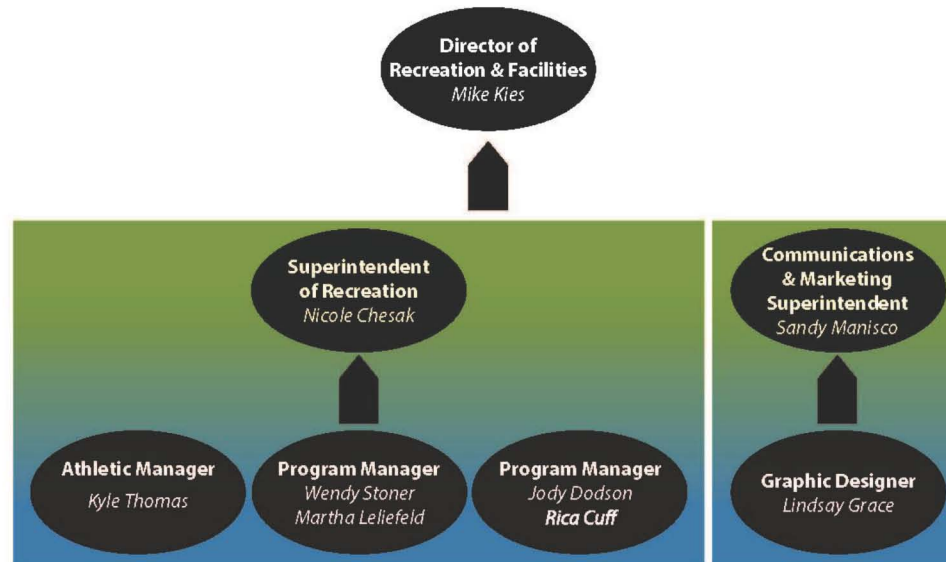 Director of
Recreation & Facilities
Mike Kies
Superintendent
of Recreation
Nicole Chesak
Communications
& Marketing
Superintendent
Sandy Manisco
Athletic Manager
Kyle Thomas
Program Manager
Wendy Stoner
Martha Leliefeld
Program Manager
Jody Dodson
Rica Cuff
Graphic Designer
Lindsay Grace